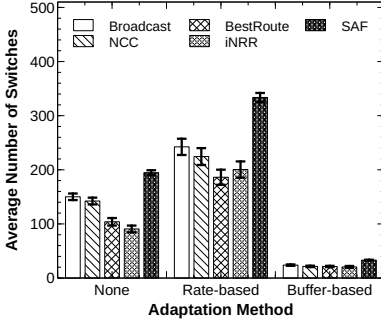 500
400
300
200
100
0
Average Number of Switches
Broadcast BestRoute SAF
NCC iNRR
None Rate-based Buffer-based
Adaptation Method